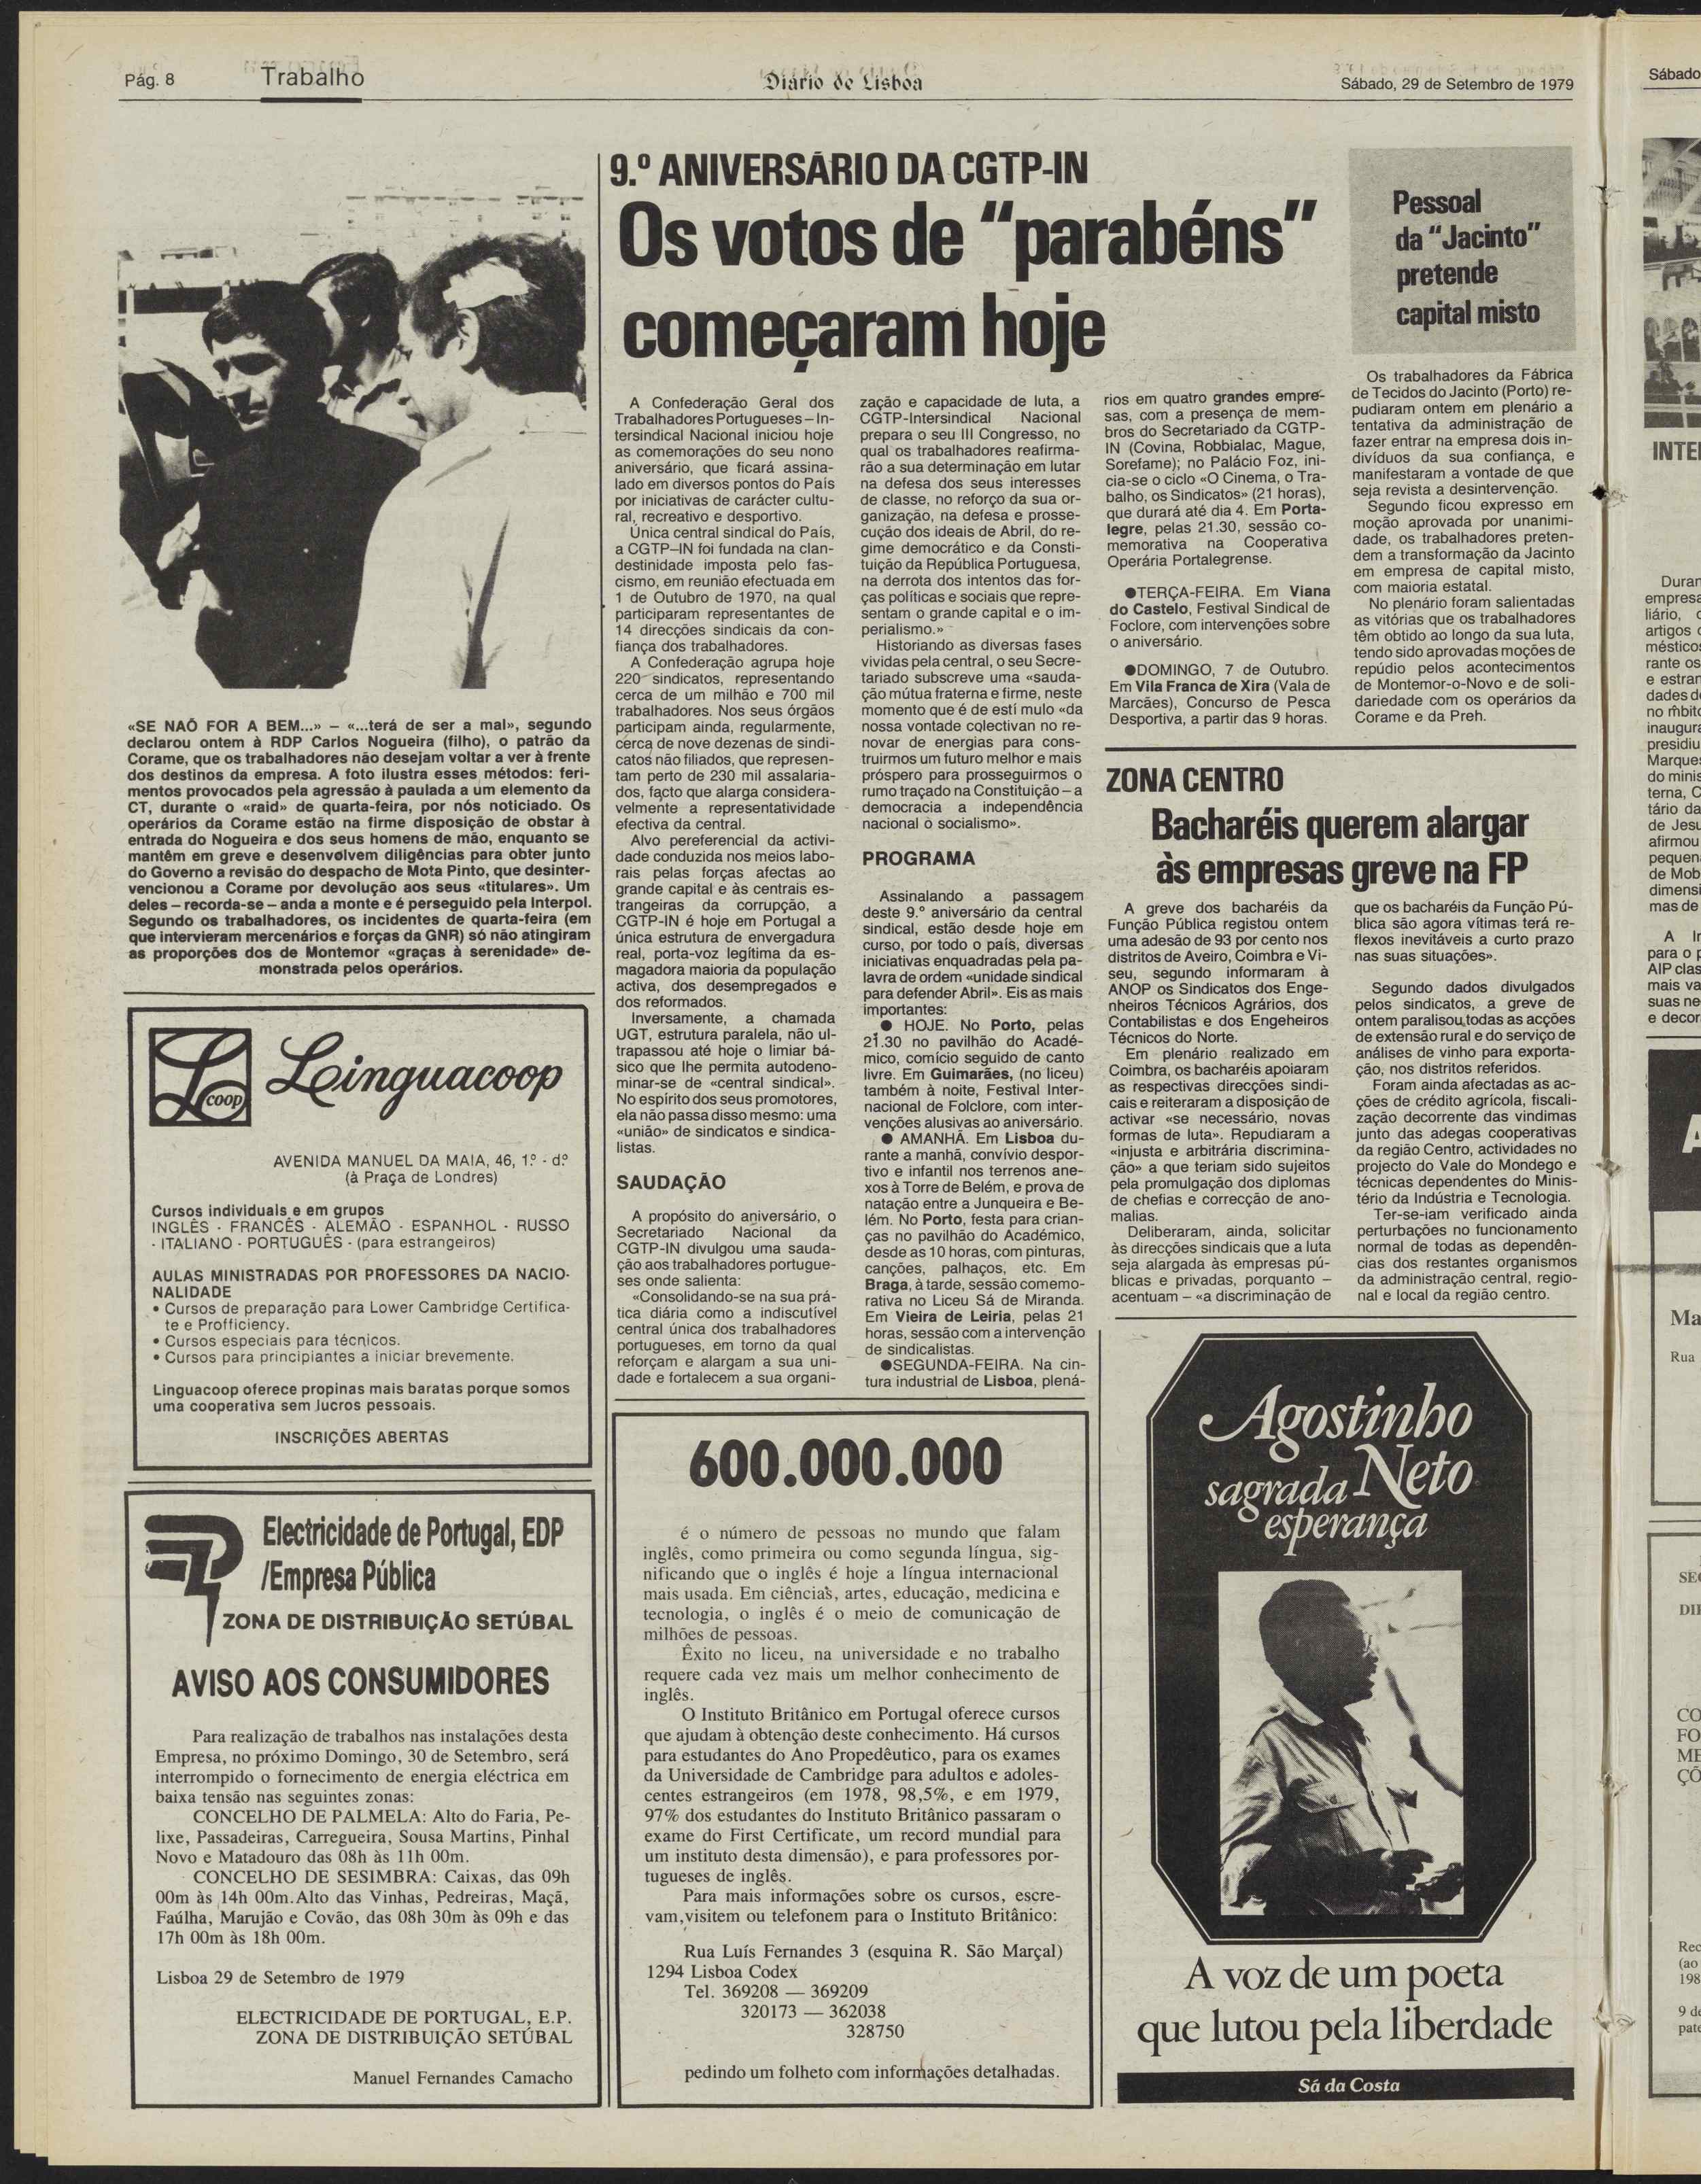 Pág. 8
Trabalho
Diário de Lisboa
Sábado, 29 de Setembro de 1979
«SE NAÕ FOR A BEM...» – «...terá de ser a mal», segundo
declarou ontem à RDP Carlos Nogueira (filho), o patrão da
Corame, que os trabalhadores não desejam voltar a ver à frente
dos destinos da empresa. A foto ilustra esses métodos: feri-
mentos provocados pela agressão à paulada a um elemento da
CT, durante o «raid» de quarta-feira, por nós noticiado. Os
operários da Corame estão na firme disposição de obstar à
entrada do Nogueira e dos seus homens de mão, enquanto se
mantêm em greve e desenvolvem diligências para obter junto
do Governo a revisão do despacho de Mota Pinto, que desinter-
vencionou a Corame por devolução aos seus «titulares». Um
deles – recorda-se – anda a monte e é perseguido pela Interpol.
Segundo os trabalhadores, os incidentes de quarta-feira (em
que intervieram mercenários e forças da GNR) só não atingiram
as proporções dos de Montemor «graças à serenidade» de-
monstrada pelos operários.
9.º ANIVERSÁRIO DA CGTP-IN
Os votos de "parabéns"
começaram hoje
A Confederação Geral dos
Trabalhadores Portugueses – In-
tersindical Nacional iniciou hoje
as comemorações do seu nono
aniversário, que ficará assina-
lado em diversos pontos do País
por iniciativas de carácter cultu-
ral, recreativo e desportivo.
Única central sindical do País,
a CGTP–IN foi fundada na clan-
destinidade imposta pelo fas-
cismo, em reunião efectuada em
1 de Outubro de 1970, na qual
participaram representantes de
14 direcções sindicais da con-
fiança dos trabalhadores.
A Confederação agrupa hoje
220 sindicatos, representando
cerca de um milhão e 700 mil
trabalhadores. Nos seus órgãos
participam ainda, regularmente,
cerca de nove dezenas de sindi-
catos não filiados, que represen-
tam perto de 230 mil assalaria-
dos, facto que alarga considera-
velmente a representatividade
efectiva da central.
Alvo pereferencial da activi-
dade conduzida nos meios labo-
rais pelas forças afectas ao
grande capital e às centrais es-
trangeiras da corrupção, a
CGTP-IN é hoje em Portugal a
única estrutura de envergadura
real, porta-voz legítima da es-
magadora maioria da população
activa, dos desempregados e
dos reformados.
Inversamente, a chamada
UGT, estrutura paralela, não ul-
trapassou até hoje o limiar bá-
sico que lhe permita autodeno-
minar-se de «central sindical».
No espírito dos seus promotores,
ela não passa disso mesmo: uma
«união» de sindicatos e sindica-
listas.
SAUDAÇÃO
A propósito do aniversário, o
Secretariado Nacional da
CGTP-IN divulgou uma sauda-
ção aos trabalhadores portugue-
ses onde salienta:
«Consolidando-se na sua prá-
tica diária como a indiscutível
central única dos trabalhadores
portugueses, em torno da qual
reforçam e alargam a sua uni-
dade e fortalecem a sua organi-
zação e capacidade de luta, a
CGTP-Intersindical Nacional
prepara o seu III Congresso, no
qual os trabalhadores reafirma-
rão a sua determinação em lutar
na defesa dos seus interesses
de classe, no reforço da sua or-
ganização, na defesa e prosse-
cução dos ideais de Abril, do re-
gime democrático e da Consti-
tuição da República Portuguesa,
na derrota dos intentos das for-
ças políticas e sociais que repre-
sentam o grande capital e o im-
perialismo.»
Historiando as diversas fases
vividas pela central, o seu Secre-
tariado subscreve uma «sauda-
ção mútua fraterna e firme, neste
momento que é de estí mulo «da
nossa vontade colectivan no re-
novar de energias para cons-
truirmos um futuro melhor e mais
próspero para prosseguirmos o
rumo traçado na Constituição – a
democracia a independência
nacional o socialismo».
PROGRAMA
Assinalando a passagem
deste 9.º aniversário da central
sindical, estão desde hoje em
curso, por todo o país, diversas
iniciativas enquadradas pela pa-
lavra de ordem «unidade sindical
para defender Abril». Eis as mais
importantes:
● HOJE. No Porto, pelas
21.30 no pavilhão do Acadé-
mico, comício seguido de canto
livre. Em Guimarães, (no liceu)
também à noite, Festival Inter-
nacional de Folclore, com inter-
venções alusivas ao aniversário.
● AMANHÃ. Em Lisboa du-
rante a manhã, convívio despor-
tivo e infantil nos terrenos ane-
xos à Torre de Belém, e prova de
natação entre a Junqueira e Be-
lém. No Porto, festa para crian-
ças no pavilhão do Académico,
desde as 10 horas, com pinturas,
canções, palhaços, etc. Em
Braga, à tarde, sessão comemo-
rativa no Liceu Sá de Miranda.
Em Vieira de Leiria, pelas 21
horas, sessão com a intervenção
de sindicalistas.
●SEGUNDA-FEIRA. Na cin-
tura industrial de Lisboa, plená-
rios em quatro grandes empre-
sas, com a presença de mem-
bros do Secretariado da CGTP-
IN (Covina, Robbialac, Mague,
Sorefame); no Palácio Foz, ini-
cia-se o ciclo «O Cinema, o Tra-
balho, os Sindicatos» (21 horas),
que durará até dia 4. Em Porta-
legre, pelas 21.30, sessão co-
memorativa na Cooperativa
Operária Portalegrense.
●TERÇA-FEIRA. Em Viana
do Castelo, Festival Sindical de
Foclore, com intervenções sobre
o aniversário.
●DOMINGO, 7 de Outubro.
Em Vila Franca de Xira (Vala de
Marcães), Concurso de Pesca
Desportiva, a partir das 9 horas.
Pessoal
da "Jacinto"
pretende
capital misto
Os trabalhadores da Fábrica
de Tecidos do Jacinto (Porto) re-
pudiaram ontem em plenário a
tentativa da administração de
fazer entrar na empresa dois in-
divíduos da sua confiança, e
manifestaram a vontade de que
seja revista a desintervenção.
Segundo ficou expresso em
moção aprovada por unanimi-
dade, os trabalhadores preten-
dem a transformação da Jacinto
em empresa de capital misto,
com maioria estatal.
No plenário foram salientadas
as vitórias que os trabalhadores
têm obtido ao longo da sua luta,
tendo sido aprovadas moções de
repúdio pelos acontecimentos
de Montemor-o-Novo e de soli-
dariedade com os operários da
Corame e da Preh.
ZONA CENTRO
Bacharéis querem alargar
às empresas greve na FP
A greve dos bacharéis da
Função Pública registou ontem
uma adesão de 93 por cento nos
distritos de Aveiro, Coimbra e Vi-
seu, segundo informaram à
ANOP os Sindicatos dos Enge-
nheiros Técnicos Agrários, dos
Contabilistas e dos Engeheiros
Técnicos do Norte.
Em plenário realizado em
Coimbra, os bacharéis apoiaram
as respectivas direcções sindi-
cais e reiteraram a disposição de
activar «se necessário, novas
formas de luta». Repudiaram a
«injusta e arbitrária discrimina-
ção» a que teriam sido sujeitos
pela promulgação dos diplomas
de chefias e correcção de ano-
malias.
Deliberaram, ainda, solicitar
às direcções sindicais que a luta
seja alargada às empresas pú-
blicas e privadas, porquanto –
acentuam – «a discriminação de
que os bacharéis da Função Pú-
blica são agora vítimas terá re-
flexos inevitáveis a curto prazo
nas suas situações».
Segundo dados divulgados
pelos sindicatos, a greve de
ontem paralisou todas as acções
de extensão rural e do serviço de
análises de vinho para exporta-
ção, nos distritos referidos.
Foram ainda afectadas as ac-
ções de crédito agrícola, fiscali-
zação decorrente das vindimas
junto das adegas cooperativas
da região Centro, actividades no
projecto do Vale do Mondego e
técnicas dependentes do Minis-
tério da Indústria e Tecnologia.
Ter-se-iam verificado ainda
perturbações no funcionamento
normal de todas as dependên-
cias dos restantes organismos
da administração central, regio-
nal e local da região centro.
COOP
Linguacoop
AVENIDA MANUEL DA MAIA, 46, 1.º - d.º
(à Praça de Londres)
Cursos individuais e em grupos
INGLÊS - FRANCÊS - ALEMÃO - ESPANHOL - RUSSO
- ITALIANO - PORTUGUÊS - (para estrangeiros)
AULAS MINISTRADAS POR PROFESSORES DA NACIO-
NALIDADE
• Cursos de preparação para Lower Cambridge Certifica-
te e Profficiency.
• Cursos especiais para técnicos.
• Cursos para principiantes a iniciar brevemente.
Linguacoop oferece propinas mais baratas porque somos
uma cooperativa sem lucros pessoais.
INSCRIÇÕES ABERTAS
Electricidade de Portugal, EDP
/Empresa Pública
ZONA DE DISTRIBUIÇÃO SETÚBAL
AVISO AOS CONSUMIDORES
Para realização de trabalhos nas instalações desta
Empresa, no próximo Domingo, 30 de Setembro, será
interrompido o fornecimento de energia eléctrica em
baixa tensão nas seguintes zonas:
CONCELHO DE PALMELA: Alto do Faria, Pe-
lixe, Passadeiras, Carregueira, Sousa Martins, Pinhal
Novo e Matadouro das 08h às 11h 00m.
CONCELHO DE SESIMBRA: Caixas, das 09h
00m às 14h 00m. Alto das Vinhas, Pedreiras, Maçã,
Faúlha, Marujão e Covão, das 08h 30m às 09h e das
17h 00m às 18h 00m.
Lisboa 29 de Setembro de 1979
ELECTRICIDADE DE PORTUGAL, E.P.
ZONA DE DISTRIBUIÇÃO SETÚBAL
Manuel Fernandes Camacho
600.000.000
é o número de pessoas no mundo que falam
inglês, como primeira ou como segunda língua, sig-
nificando que o inglês é hoje a língua internacional
mais usada. Em ciências, artes, educação, medicina e
tecnologia, o inglês é o meio de comunicação de
milhões de pessoas.
Êxito no liceu, na universidade e no trabalho
requere cada vez mais um melhor conhecimento de
inglês.
O Instituto Britânico em Portugal oferece cursos
que ajudam à obtenção deste conhecimento. Há cursos
para estudantes do Ano Propedêutico, para os exames
da Universidade de Cambridge para adultos e adoles-
centes estrangeiros (em 1978, 98,5%, e em 1979,
97% dos estudantes do Instituto Britânico passaram o
exame do First Certificate, um record mundial para
um instituto desta dimensão), e para professores por-
tugueses de inglês.
Para mais informações sobre os cursos, escre-
vam, visitem ou telefonem para o Instituto Britânico:
Rua Luís Fernandes 3 (esquina R. São Marçal)
1294 Lisboa Codex
Tel. 369208 — 369209
320173 — 362038
328750
pedindo um folheto com informações detalhadas.
Agostinho
Neto
sagrada
esperança
A voz de um poeta
que lutou pela liberdade
Sá da Costa
Sábado
INTE
Duran
empresa
liário,
artigos
mésticos
rante os
e estran
dades d
no mbit
inaugura
presidiu
Marque
do minis
terna, C
tário da
de Jesu
afirmou
pequen
de Mob
dimensi
mas de
A In
para o p
AIP clas
mais va
suas ne
e decor
A
Ma
Rua
SE
DI
CO
FO
ME
ÇÕ
Rec
(ao
198
9 de
pate